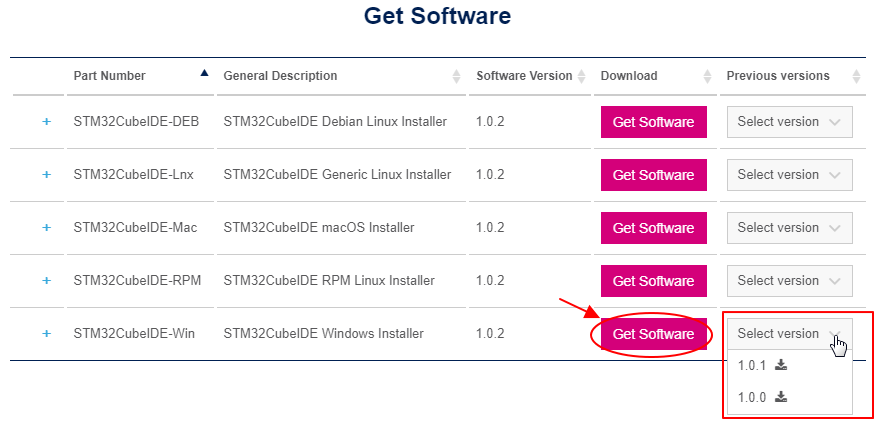 Get Software
Part Number General Description Software Version Download Previous versions
+ STM32CubeIDE-DEB STM32CubeIDE Debian Linux Installer 1.0.2 Get Software Select version
+ STM32CubeIDE-Lnx STM32CubeIDE Generic Linux Installer 1.0.2 Get Software Select version
+ STM32CubeIDE-Mac STM32CubeIDE macOS Installer 1.0.2 Get Software Select version
+ STM32CubeIDE-RPM STM32CubeIDE RPM Linux Installer 1.0.2 Get Software Select version
+ STM32CubeIDE-Win STM32CubeIDE Windows Installer 1.0.2 Get Software Select version
1.0.1
1.0.0